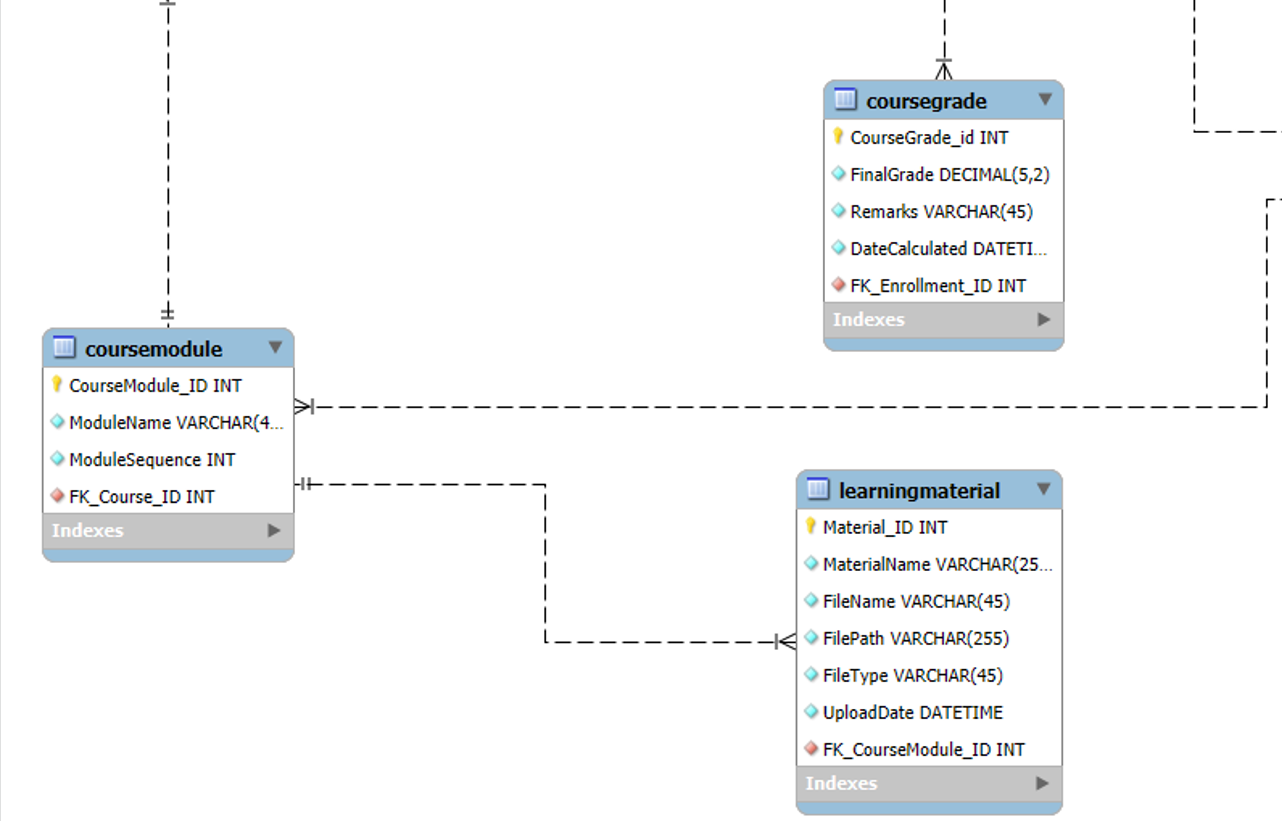 coursegrade
CourseGrade_id INT
FinalGrade DECIMAL(5,2)
Remarks VARCHAR(45)
DateCalculated DATETI...
FK_Enrollment_ID INT
Indexes
coursemodule
CourseModule_ID INT
ModuleName VARCHAR(4...
ModuleSequence INT
FK_Course_ID INT
Indexes
learningmaterial
Material_ID INT
MaterialName VARCHAR(25...
FileName VARCHAR(45)
FilePath VARCHAR(255)
FileType VARCHAR(45)
UploadDate DATETIME
FK_CourseModule_ID INT
Indexes